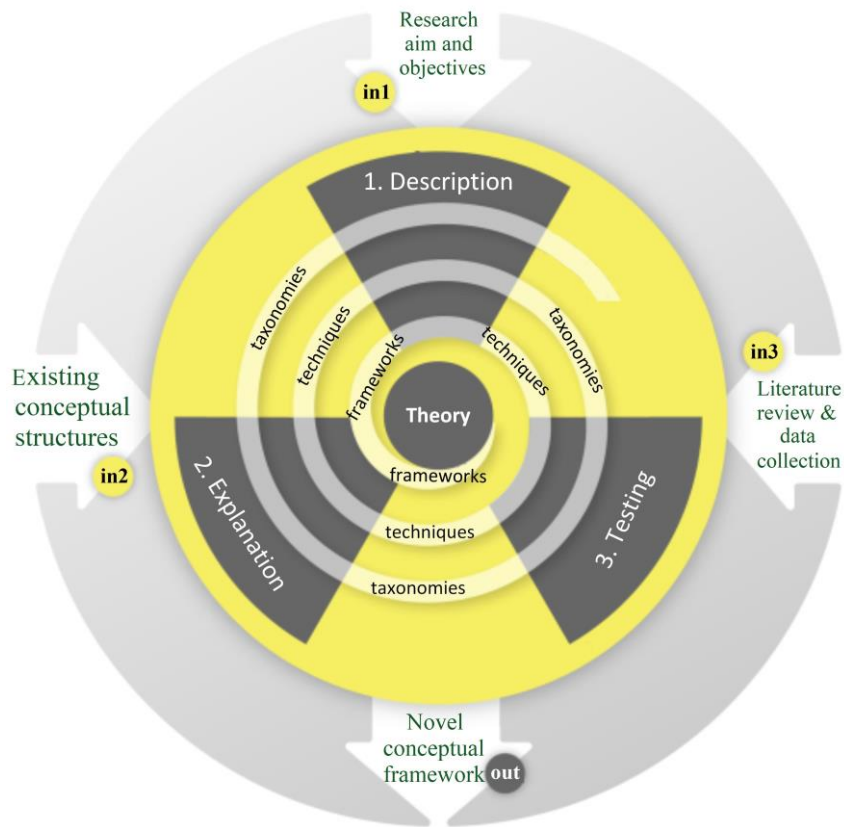 Research
aim and
objectives
in1
1. Description
taxonomies
techniques
frameworks
techniques
taxonomies
in3
Existing
conceptual
structures
in2
Theory
Literature
review &
data
collection
frameworks
2. Explanation
3. Testing
techniques
taxonomies
Novel
conceptual
framework
out